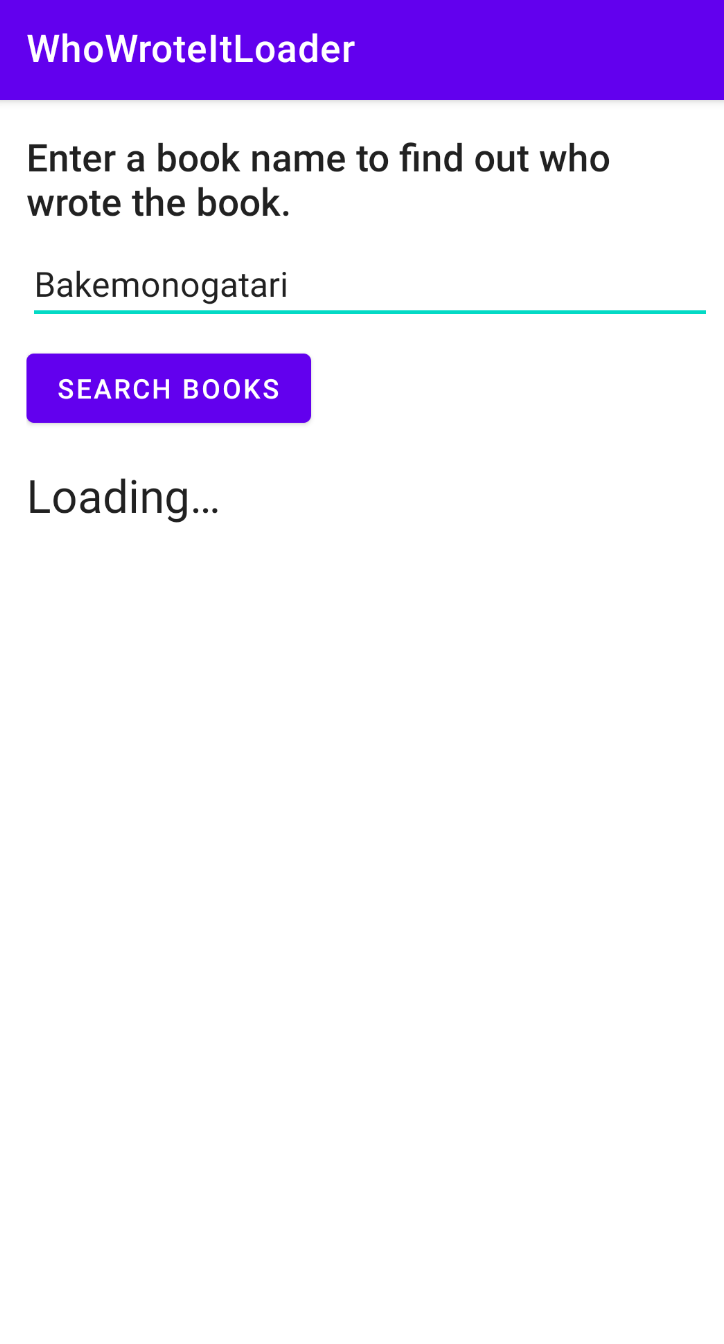 WhoWroteItLoader
Enter a book name to find out who
wrote the book.
Bakemonogatari
SEARCH BOOKS
Loading…